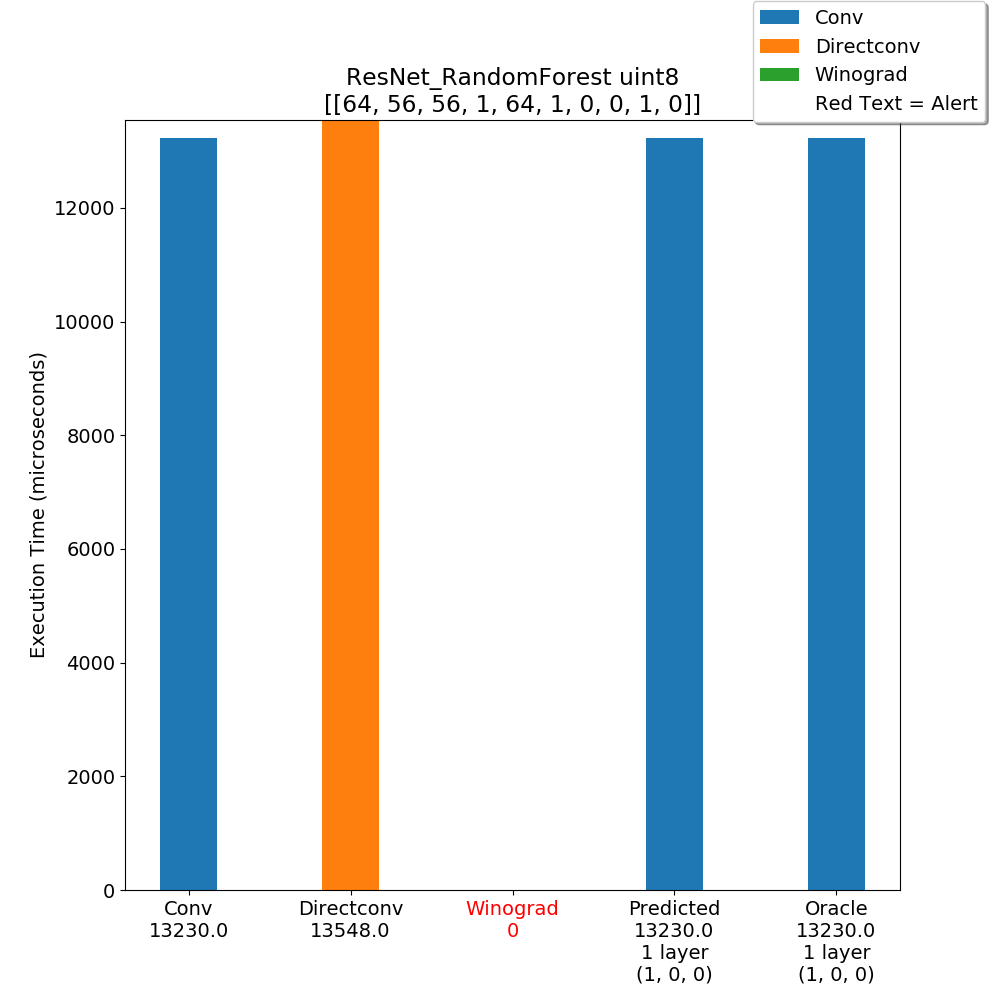 Conv
Directconv
Winograd
Red Text = Alert
ResNet_RandomForest uint8
[[64, 56, 56, 1, 64, 1, 0, 0, 1, 0]]
Execution Time (microseconds)
12000
10000
8000
6000
4000
2000
0
Conv
13230.0
Directconv
13548.0
Winograd
0
Predicted
13230.0
1 layer
(1, 0, 0)
Oracle
13230.0
1 layer
(1, 0, 0)